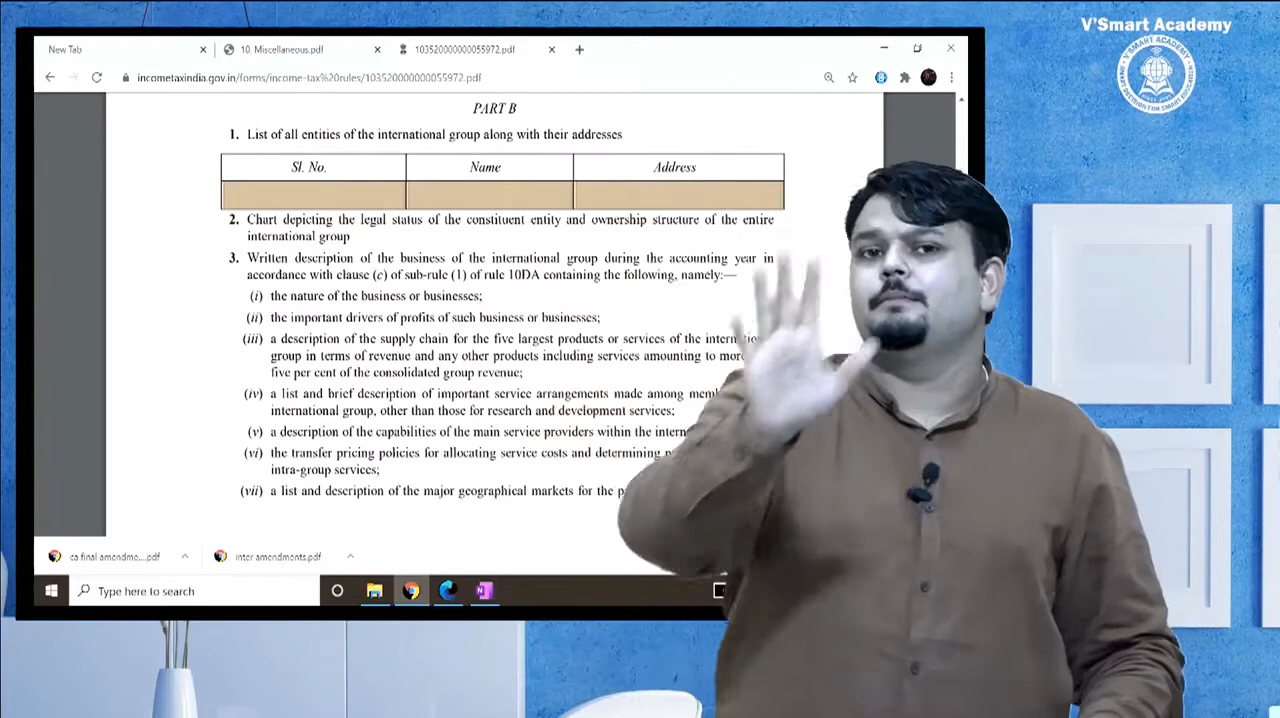 V'Smart Academy
V'SMART ACADEMY
New Tab
10. Miscellaneous.pdf
103520000000055972.pdf
incometaxindia.gov.in/forms/income-tax%20rules/103520000000055972.pdf
PART B
1. List of all entities of the international group along with their addresses
Sl. No. Name Address
2. Chart depicting the legal status of the constituent entity and ownership structure of the entire
international group
3. Written description of the business of the international group during the accounting year in
accordance with clause (c) of sub-rule (1) of rule 10DA containing the following, namely:—
(i) the nature of the business or businesses;
(ii) the important drivers of profits of such business or businesses;
(iii) a description of the supply chain for the five largest products or services of the
group in terms of revenue and any other products including services amounting to more
five per cent of the consolidated group revenue;
(iv) a list and brief description of important service arrangements made among
international group, other than those for research and development services;
(v) a description of the capabilities of the main service providers within the
(vi) the transfer pricing policies for allocating service costs and determining
intra-group services;
(vii) a list and description of the major geographical markets for the
ca final amendme....pdf
inter amendments.pdf
Type here to search